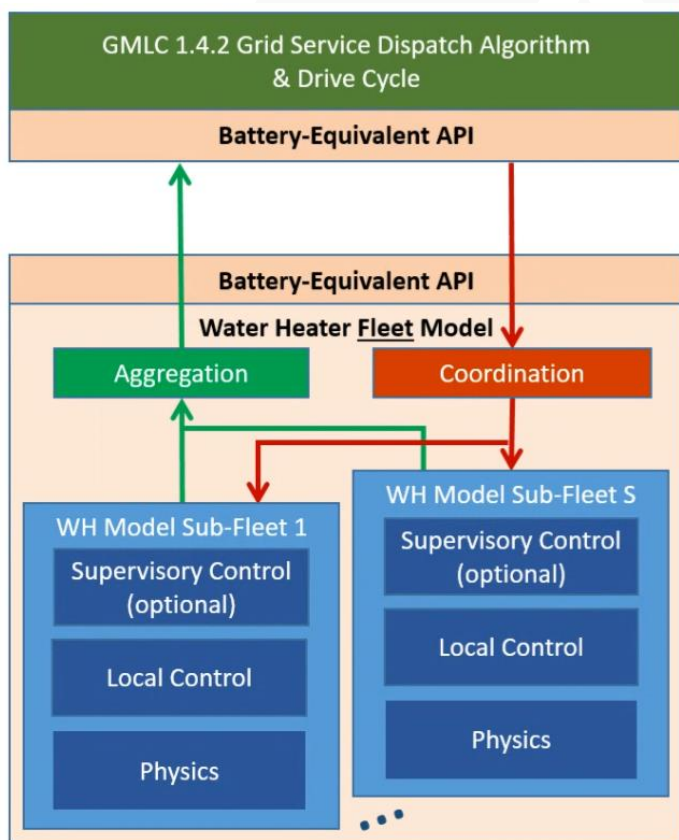 GMLC 1.4.2 Grid Service Dispatch Algorithm
& Drive Cycle
Battery-Equivalent API
Battery-Equivalent API
Water Heater Fleet Model
Aggregation
Coordination
WH Model Sub-Fleet 1
Supervisory Control
(optional)
Local Control
Physics
WH Model Sub-Fleet S
Supervisory Control
(optional)
Local Control
Physics